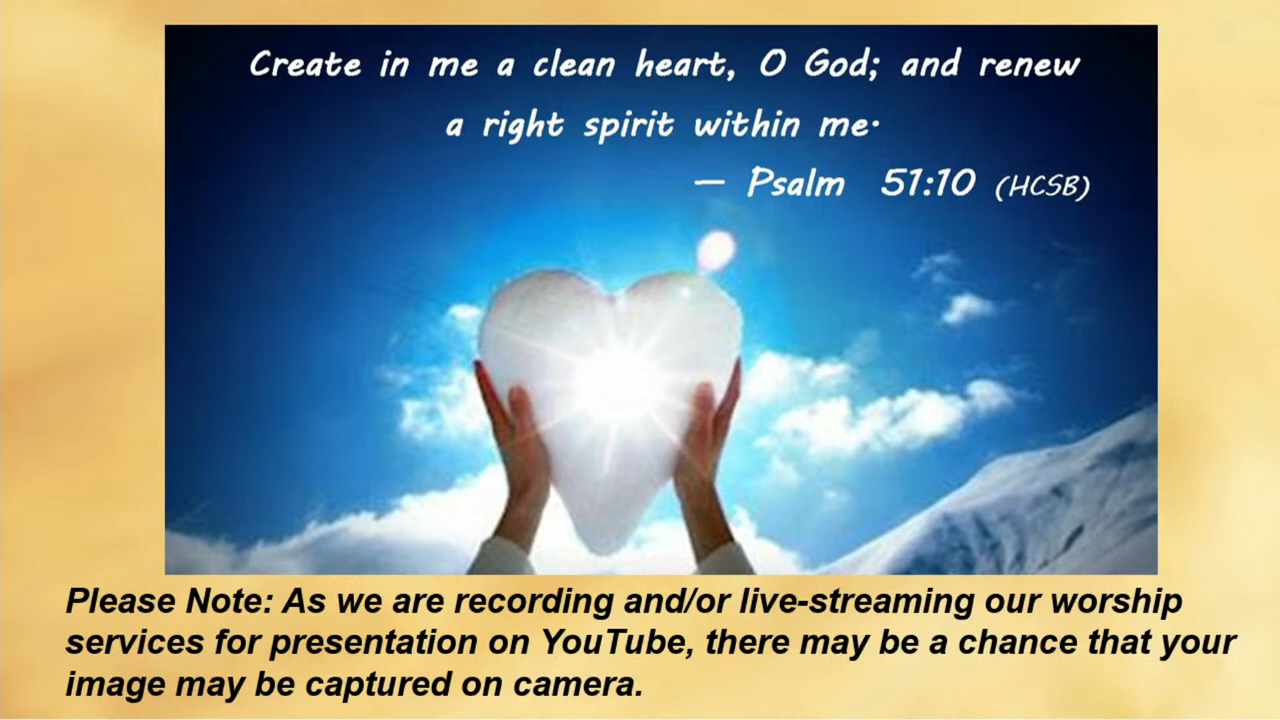 Create in me a clean heart, O God; and renew
a right spirit within me.
— Psalm 51:10 (HCSB)
Please Note: As we are recording and/or live-streaming our worship
services for presentation on YouTube, there may be a chance that your
image may be captured on camera.